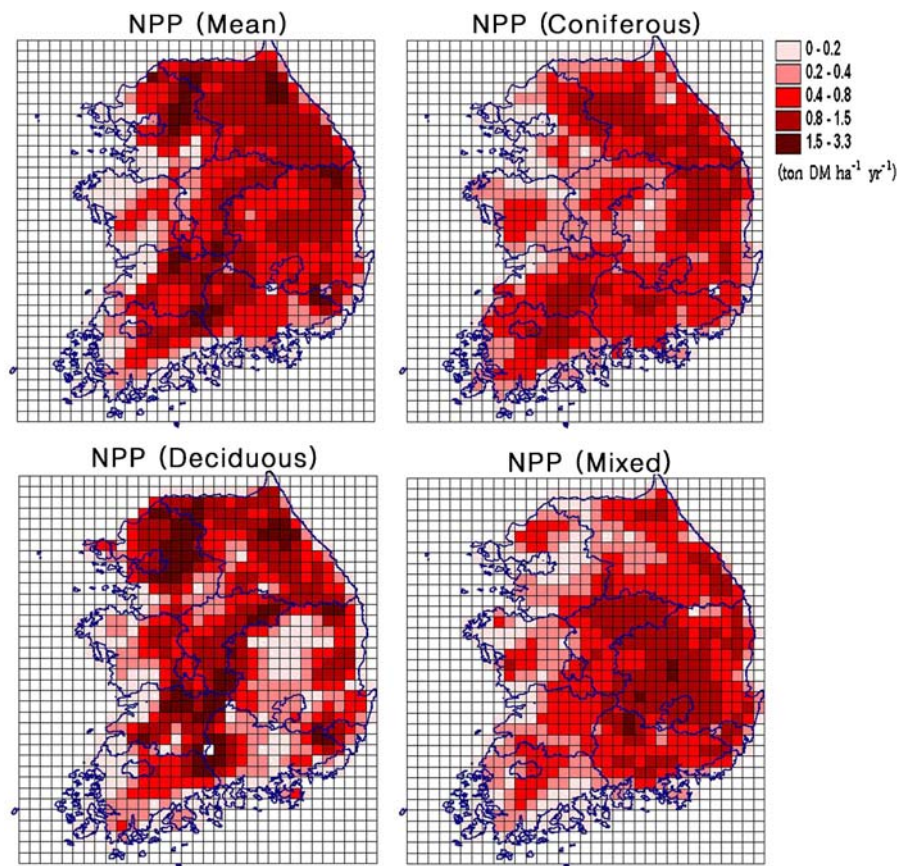 NPP (Mean)
NPP (Coniferous)
0 - 0.2
0.2 - 0.4
0.4 - 0.8
0.8 - 1.5
1.5 - 3.3
(ton DM ha⁻¹ yr⁻¹)
NPP (Deciduous)
NPP (Mixed)